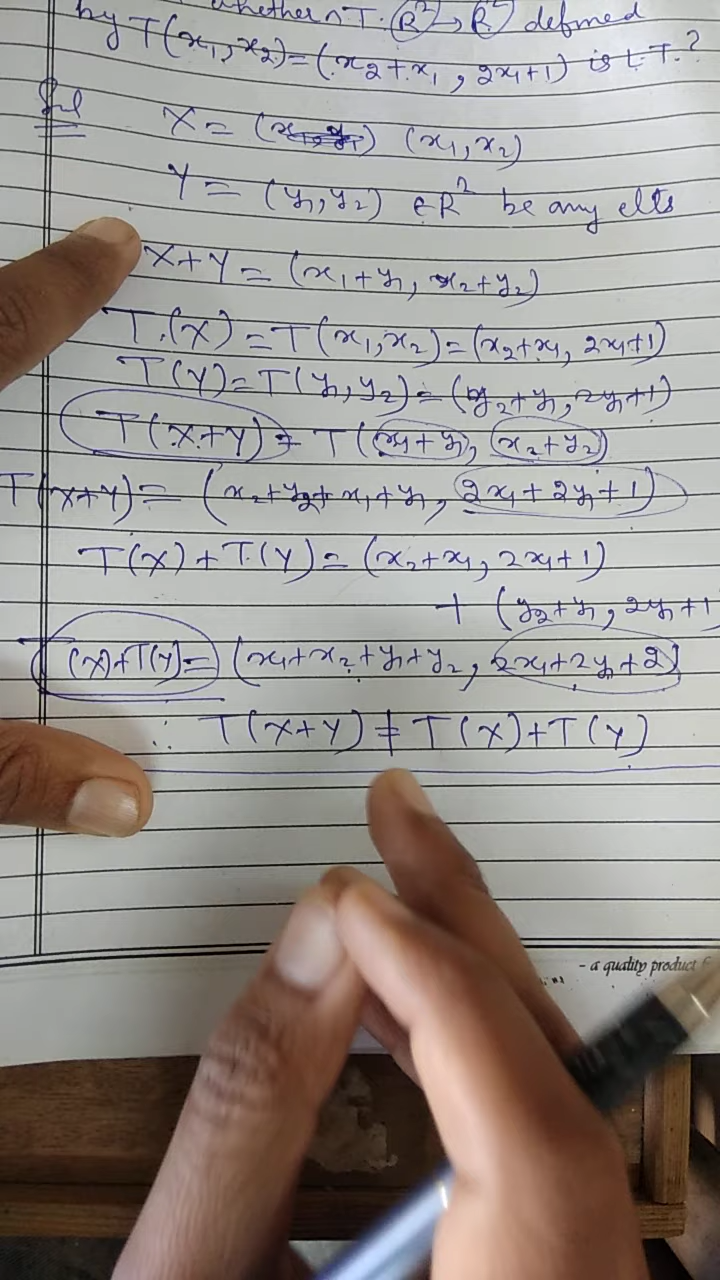 whether T: R², R² defined
by T(x₁,x₂)=(x₂+x₁, 2x₁+1) is L.T.?
Sol X = (x₁,x₂)
Y = (y₁,y₂) ∈R² be any elts
X+Y = (x₁+y₁, x₂+y₂)
T.(X) = T(x₁,x₂)=(x₂+x₁, 2x₁+1)
T(Y)=T(y₁,y₂)=(y₂+y₁, 2y₁+1)
T(X+Y) = T(x₁+y₁, x₂+y₂)
T(X+Y) = (x₂+y₂+x₁+y₁, 2x₁+2y₁+1)
T(X)+T.(Y) = (x₂+x₁, 2x₁+1)
+ (y₂+y₁, 2y₁+1
T(X)+T(Y)= (x₁+x₂+y₁+y₂, 2x₁+2y₁+2)
∴ T(X+Y) ≠ T(X)+T(Y)
- a quality product